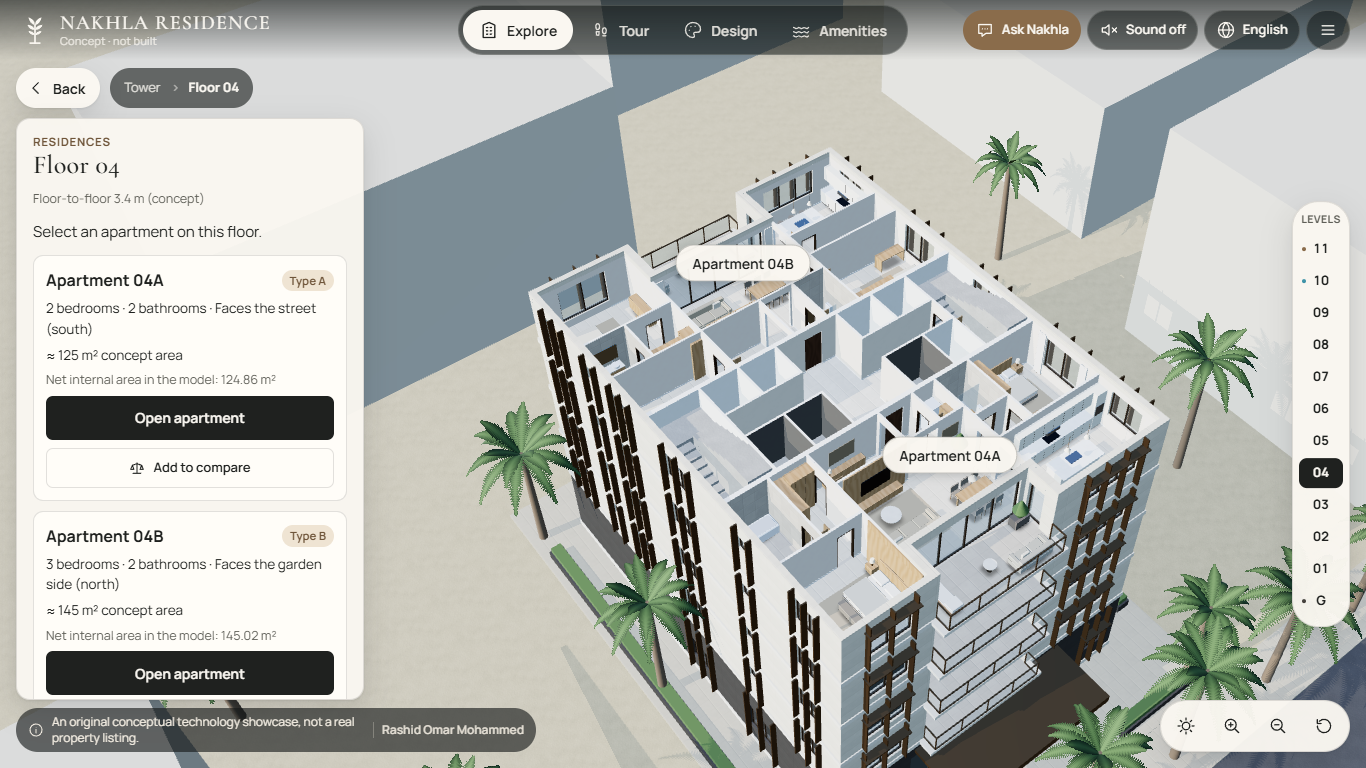 NAKHLA RESIDENCE
Concept · not built
Explore
Tour
Design
Amenities
Ask Nakhla
Sound off
English
Back
Tower › Floor 04
RESIDENCES
Floor 04
Floor-to-floor 3.4 m (concept)
Select an apartment on this floor.
Apartment 04A
Type A
2 bedrooms · 2 bathrooms · Faces the street
(south)
≈ 125 m² concept area
Net internal area in the model: 124.86 m²
Open apartment
Add to compare
Apartment 04B
Type B
3 bedrooms · 2 bathrooms · Faces the garden
side (north)
≈ 145 m² concept area
Net internal area in the model: 145.02 m²
Open apartment
An original conceptual technology showcase, not a real
property listing.
Rashid Omar Mohammed
Apartment 04B
Apartment 04A
LEVELS
11
10
09
08
07
06
05
04
03
02
01
G